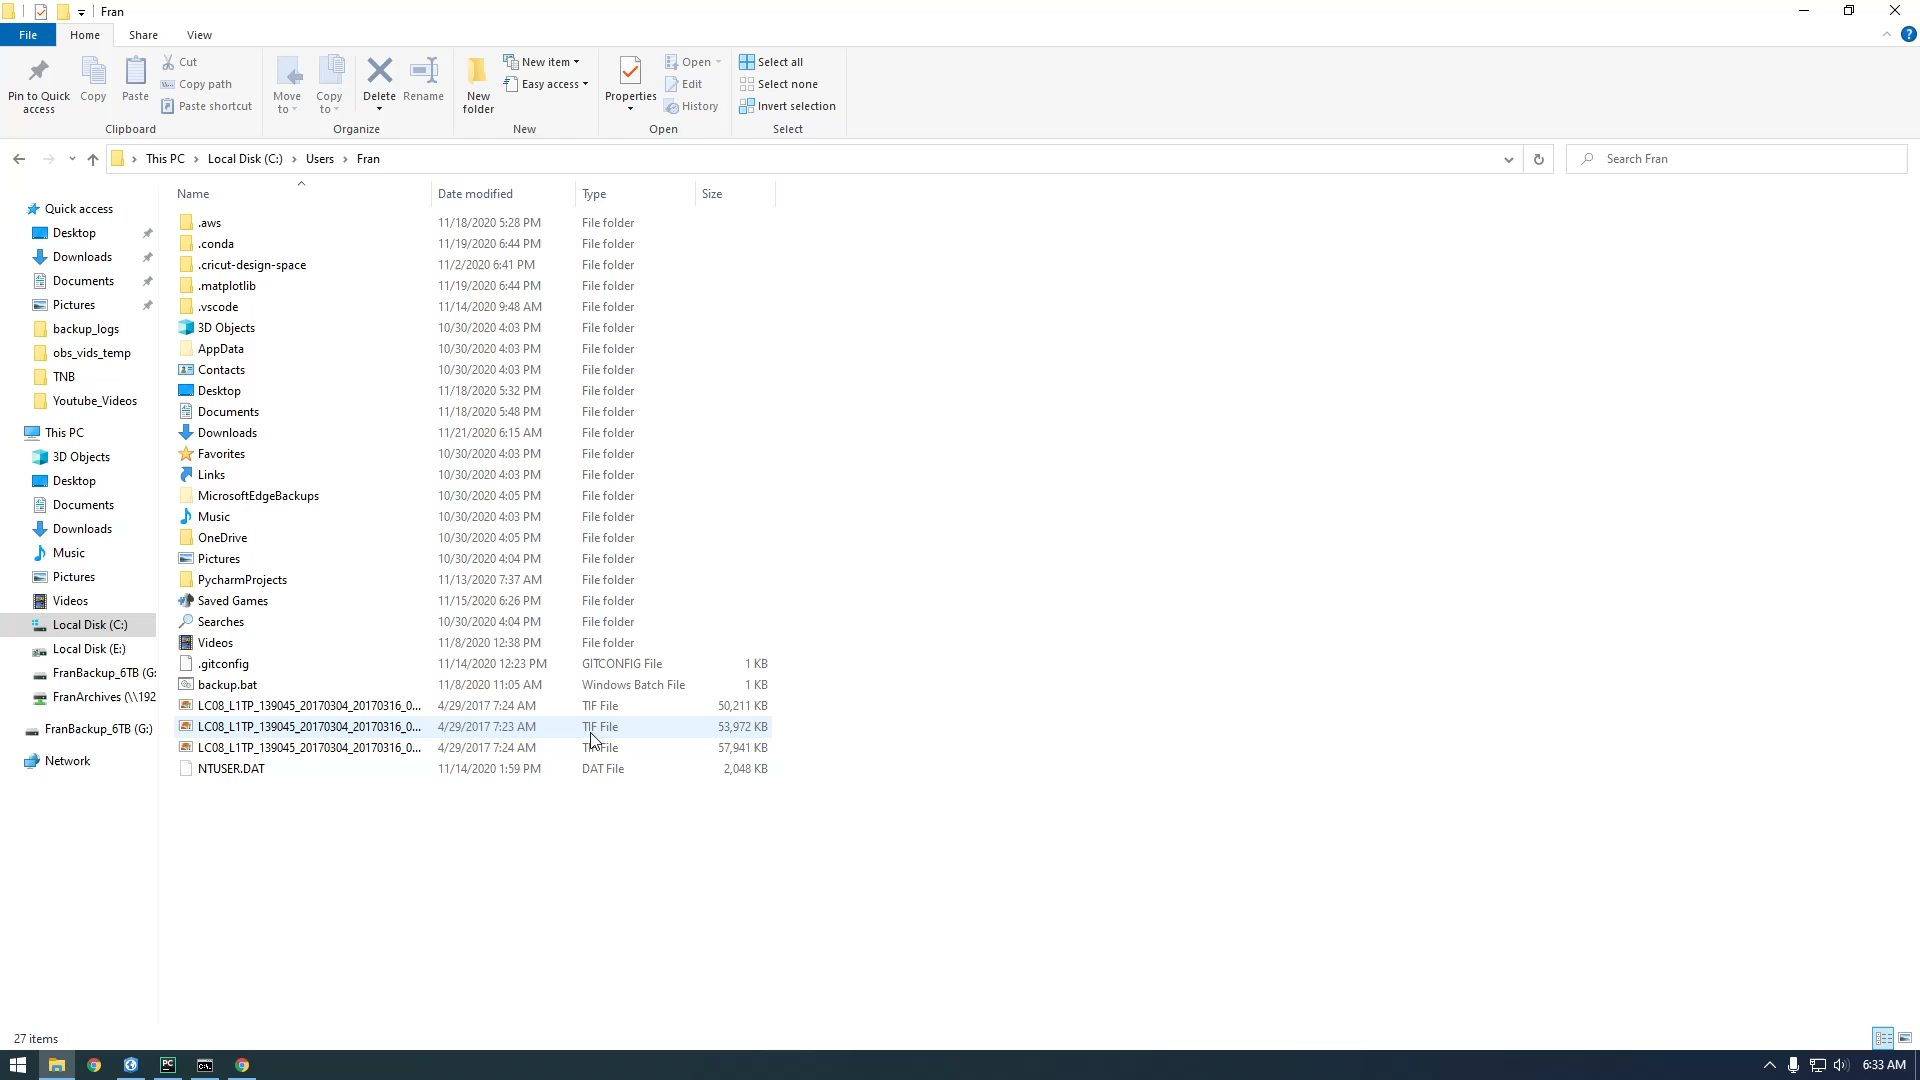 Fran
File
Home
Share
View
?
Pin to Quick access
Copy
Paste
Cut
Copy path
Paste shortcut
Clipboard
Move to
Copy to
Delete
Rename
Organize
New folder
New item
Easy access
New
Properties
Open
Edit
History
Open
Select all
Select none
Invert selection
Select
This PC
Local Disk (C:)
Users
Fran
Search Fran
Quick access
Desktop
Downloads
Documents
Pictures
backup_logs
obs_vids_temp
TNB
Youtube_Videos
This PC
3D Objects
Desktop
Documents
Downloads
Music
Pictures
Videos
Local Disk (C:)
Local Disk (E:)
FranBackup_6TB (G:
FranArchives (\\192
FranBackup_6TB (G:)
Network
Name Date modified Type Size
.aws 11/18/2020 5:28 PM File folder
.conda 11/19/2020 6:44 PM File folder
.cricut-design-space 11/2/2020 6:41 PM File folder
.matplotlib 11/19/2020 6:44 PM File folder
.vscode 11/14/2020 9:48 AM File folder
3D Objects 10/30/2020 4:03 PM File folder
AppData 10/30/2020 4:03 PM File folder
Contacts 10/30/2020 4:03 PM File folder
Desktop 11/18/2020 5:32 PM File folder
Documents 11/18/2020 5:48 PM File folder
Downloads 11/21/2020 6:15 AM File folder
Favorites 10/30/2020 4:03 PM File folder
Links 10/30/2020 4:03 PM File folder
MicrosoftEdgeBackups 10/30/2020 4:05 PM File folder
Music 10/30/2020 4:03 PM File folder
OneDrive 10/30/2020 4:05 PM File folder
Pictures 10/30/2020 4:04 PM File folder
PycharmProjects 11/13/2020 7:37 AM File folder
Saved Games 11/15/2020 6:26 PM File folder
Searches 10/30/2020 4:04 PM File folder
Videos 11/8/2020 12:38 PM File folder
.gitconfig 11/14/2020 12:23 PM GITCONFIG File 1 KB
backup.bat 11/8/2020 11:05 AM Windows Batch File 1 KB
LC08_L1TP_139045_20170304_20170316_0... 4/29/2017 7:24 AM TIF File 50,211 KB
LC08_L1TP_139045_20170304_20170316_0... 4/29/2017 7:23 AM TIF File 53,972 KB
LC08_L1TP_139045_20170304_20170316_0... 4/29/2017 7:24 AM TIF File 57,941 KB
NTUSER.DAT 11/14/2020 1:59 PM DAT File 2,048 KB
27 items
6:33 AM